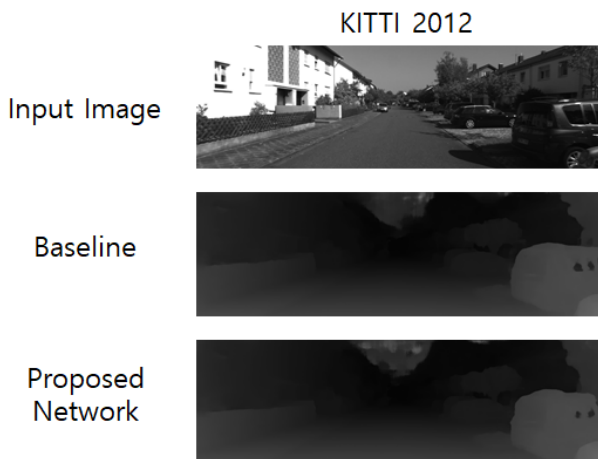 KITTI 2012
Input Image
Baseline
Proposed
Network